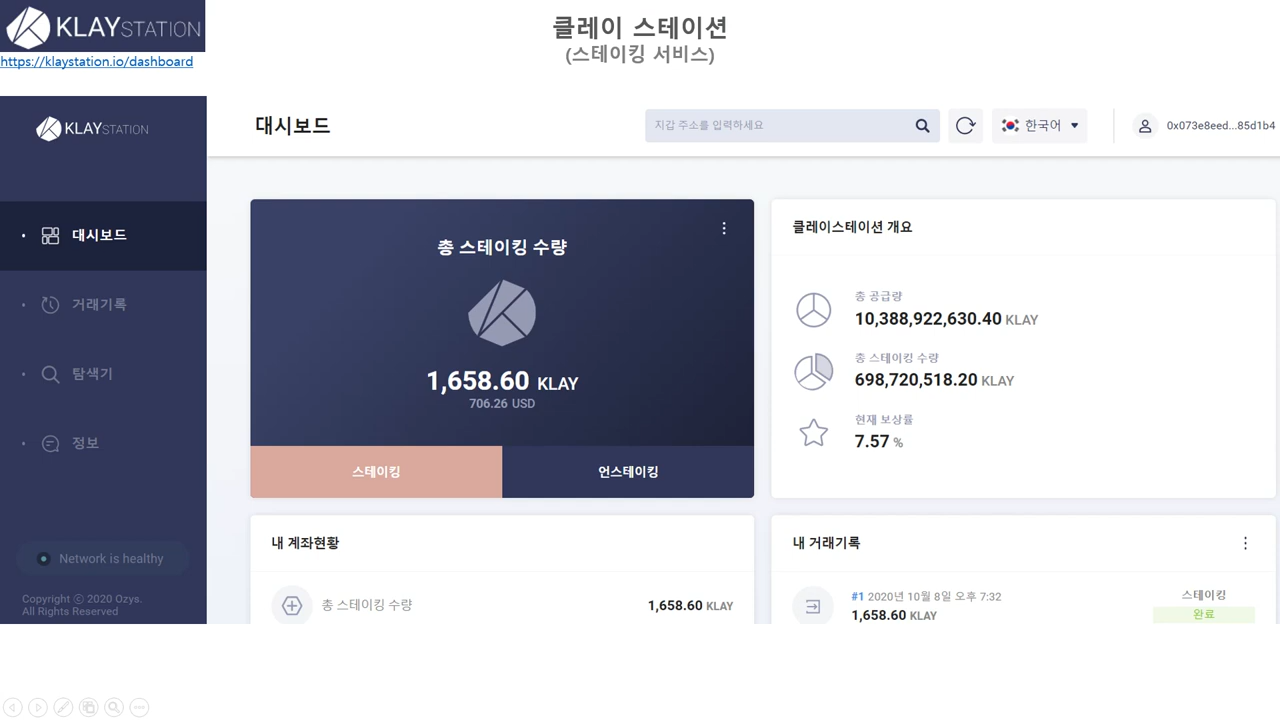 KLAYSTATION
https://klaystation.io/dashboard
클레이 스테이션
(스테이킹 서비스)
KLAYSTATION
대시보드
지갑 주소를 입력하세요
한국어
0x073e8eed...85d1b4
대시보드
거래기록
탐색기
정보
Network is healthy
Copyright ⓒ 2020 Ozys.
All Rights Reserved
총 스테이킹 수량
1,658.60 KLAY
706.26 USD
스테이킹
언스테이킹
클레이스테이션 개요
총 공급량
10,388,922,630.40 KLAY
총 스테이킹 수량
698,720,518.20 KLAY
현재 보상률
7.57 %
내 계좌현황
총 스테이킹 수량
1,658.60 KLAY
내 거래기록
#1 2020년 10월 8일 오후 7:32
1,658.60 KLAY
스테이킹
완료